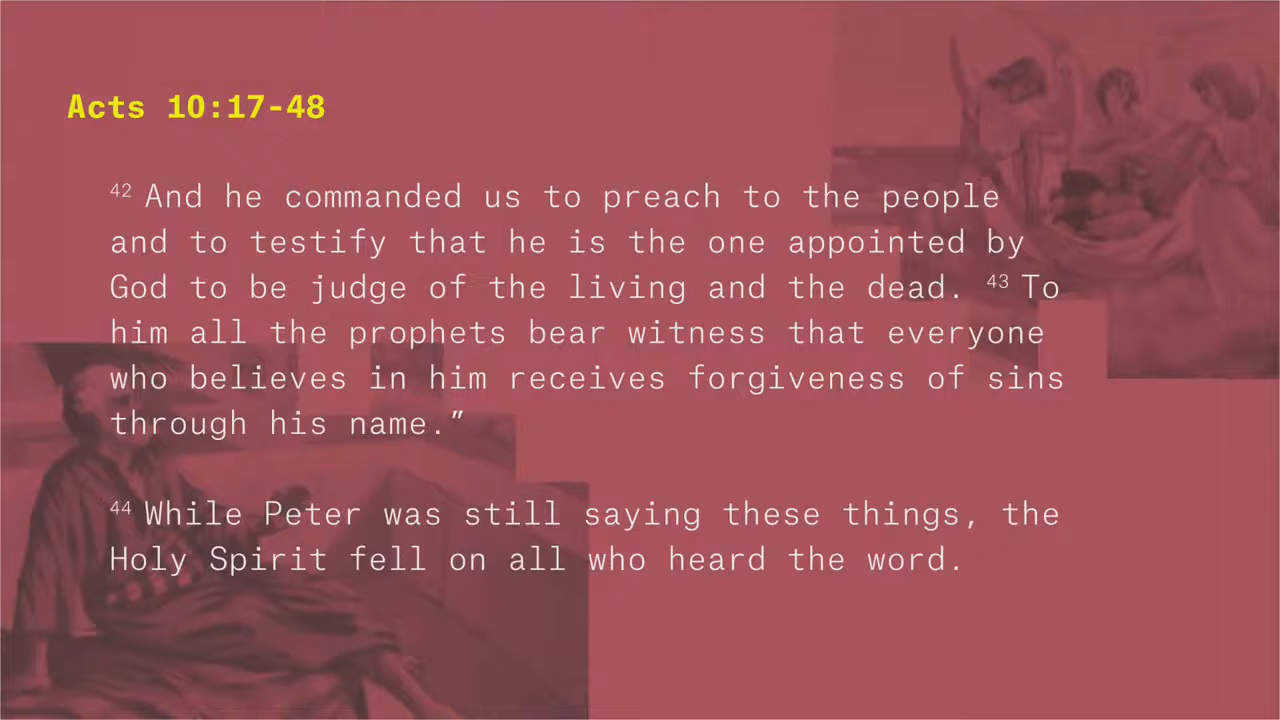 Acts 10:17-48
42 And he commanded us to preach to the people
and to testify that he is the one appointed by
God to be judge of the living and the dead. 43 To
him all the prophets bear witness that everyone
who believes in him receives forgiveness of sins
through his name.”
44 While Peter was still saying these things, the
Holy Spirit fell on all who heard the word.